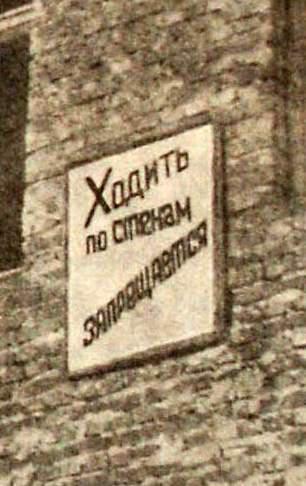 Ходить
по стенам
запрещается